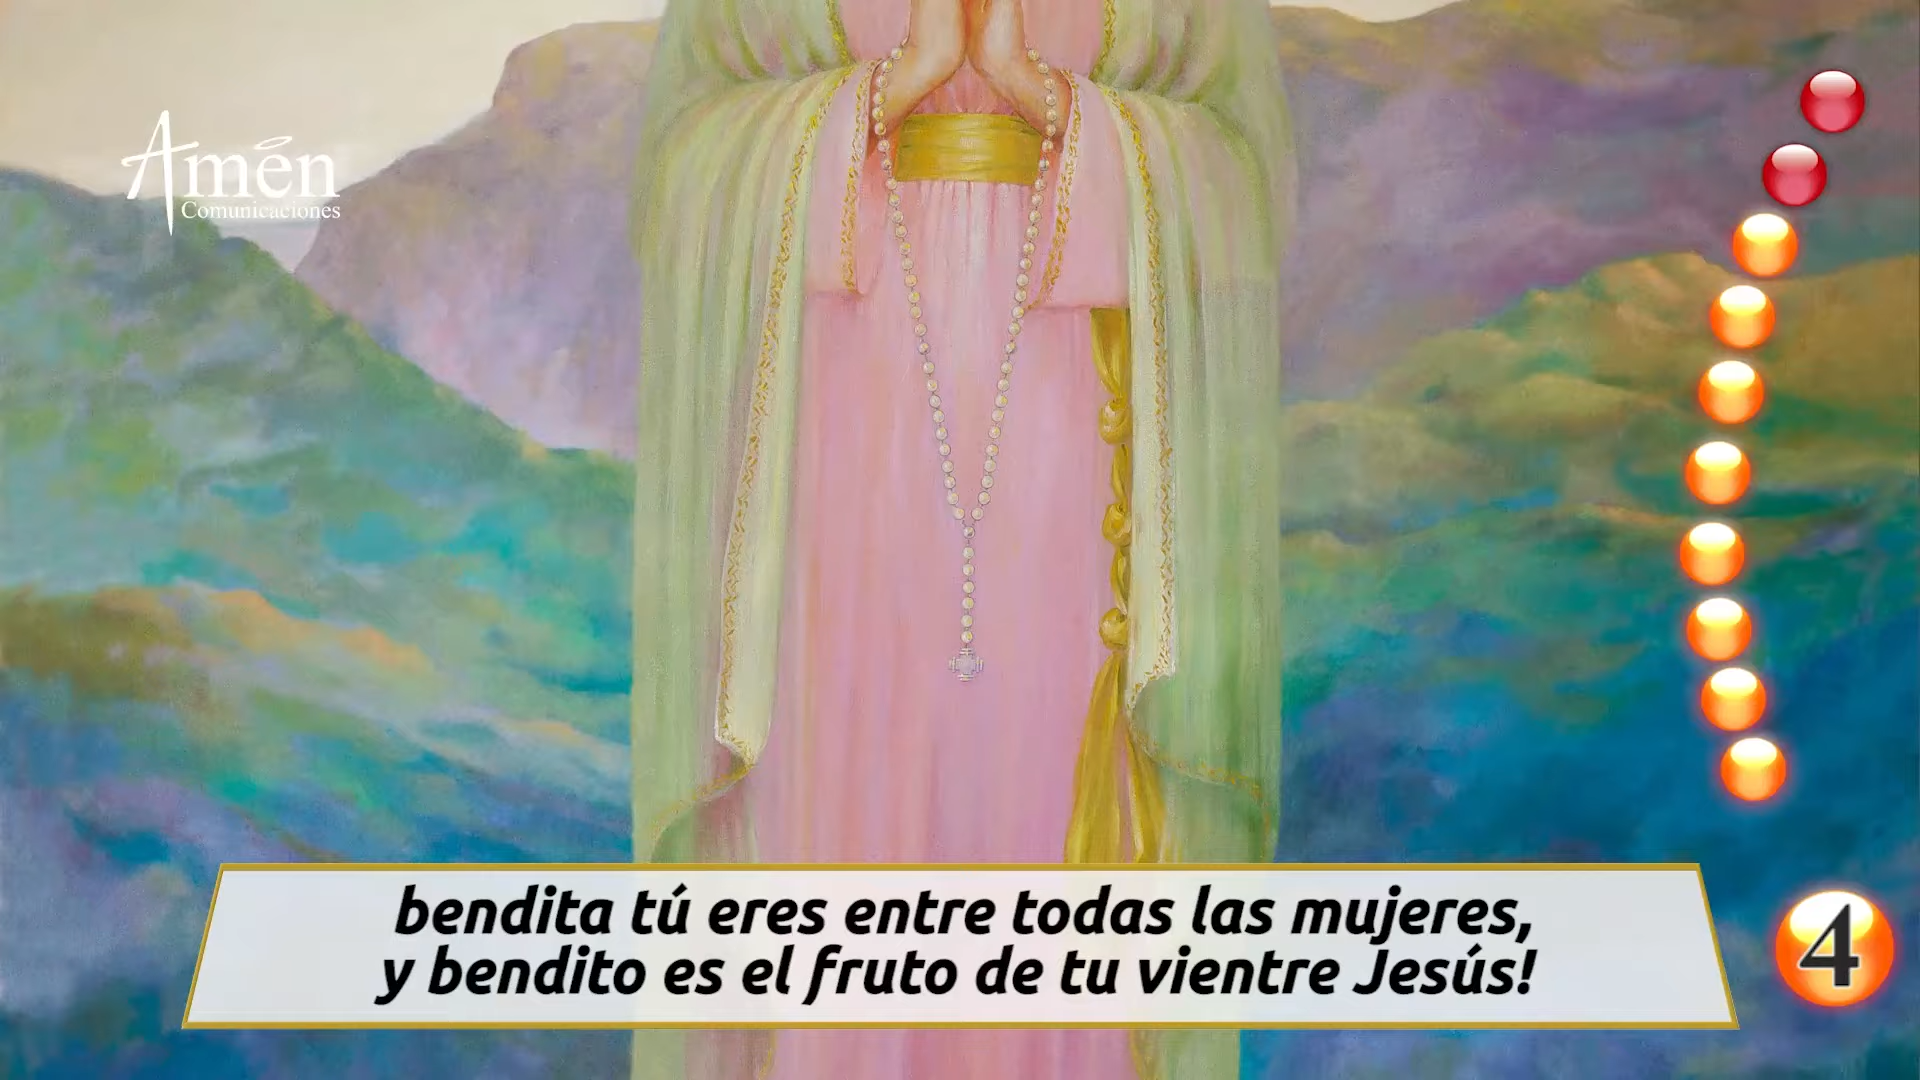 Amén
Comunicaciones
bendita tú eres entre todas las mujeres,
y bendito es el fruto de tu vientre Jesús!
4